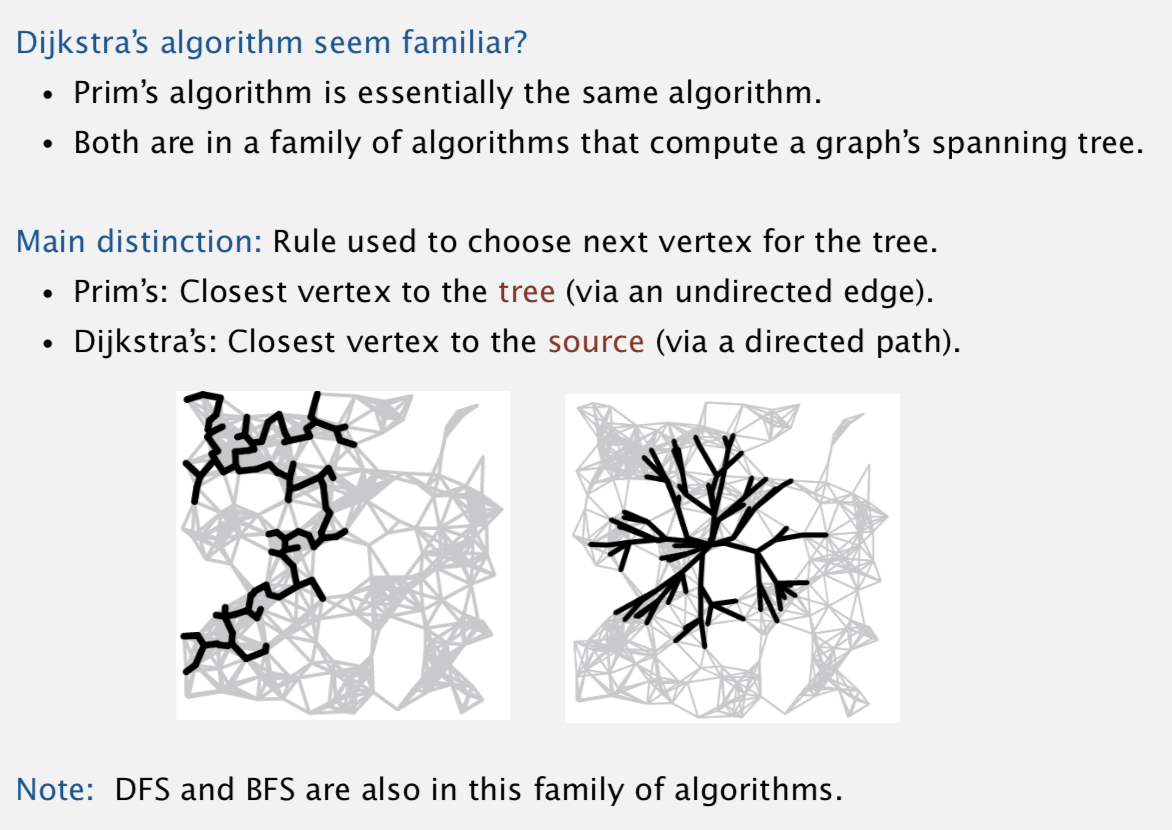 Dijkstra’s algorithm seem familiar?
• Prim’s algorithm is essentially the same algorithm.
• Both are in a family of algorithms that compute a graph’s spanning tree.
Main distinction: Rule used to choose next vertex for the tree.
• Prim’s: Closest vertex to the tree (via an undirected edge).
• Dijkstra’s: Closest vertex to the source (via a directed path).
Note: DFS and BFS are also in this family of algorithms.